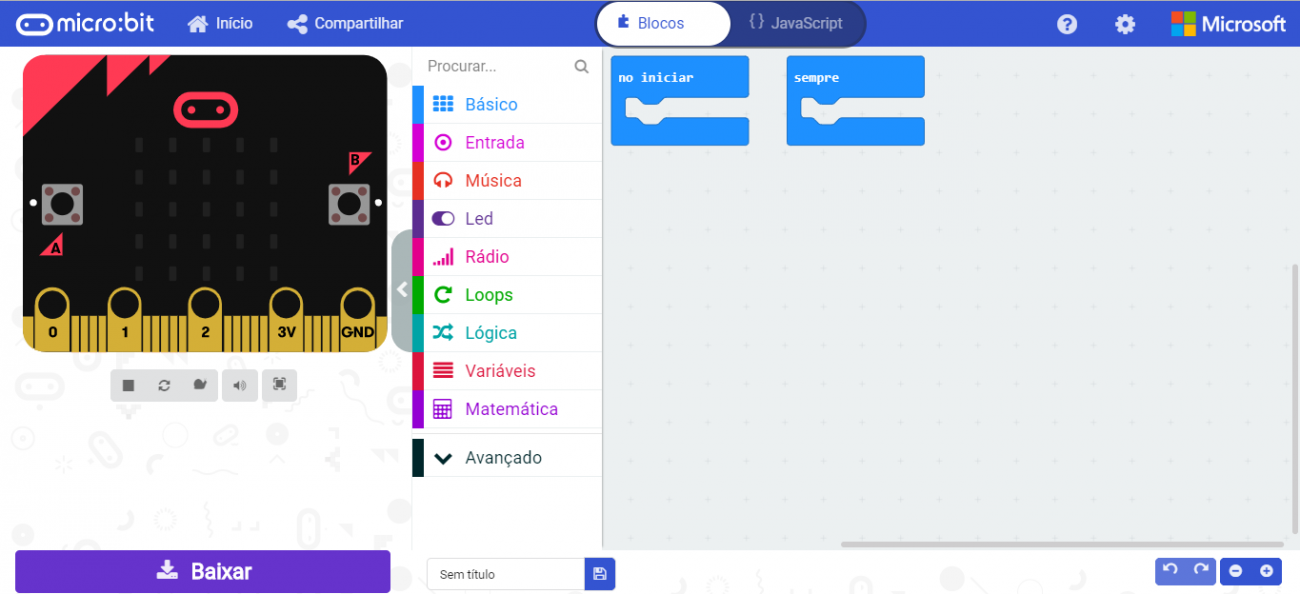 micro:bit Início Compartilhar Blocos {} JavaScript ? Microsoft
Procurar...
no iniciar sempre
Básico
Entrada
Música
Led
Rádio
Loops
Lógica
Variáveis
Matemática
Avançado
B
A
0 1 2 3V GND
Baixar
Sem título